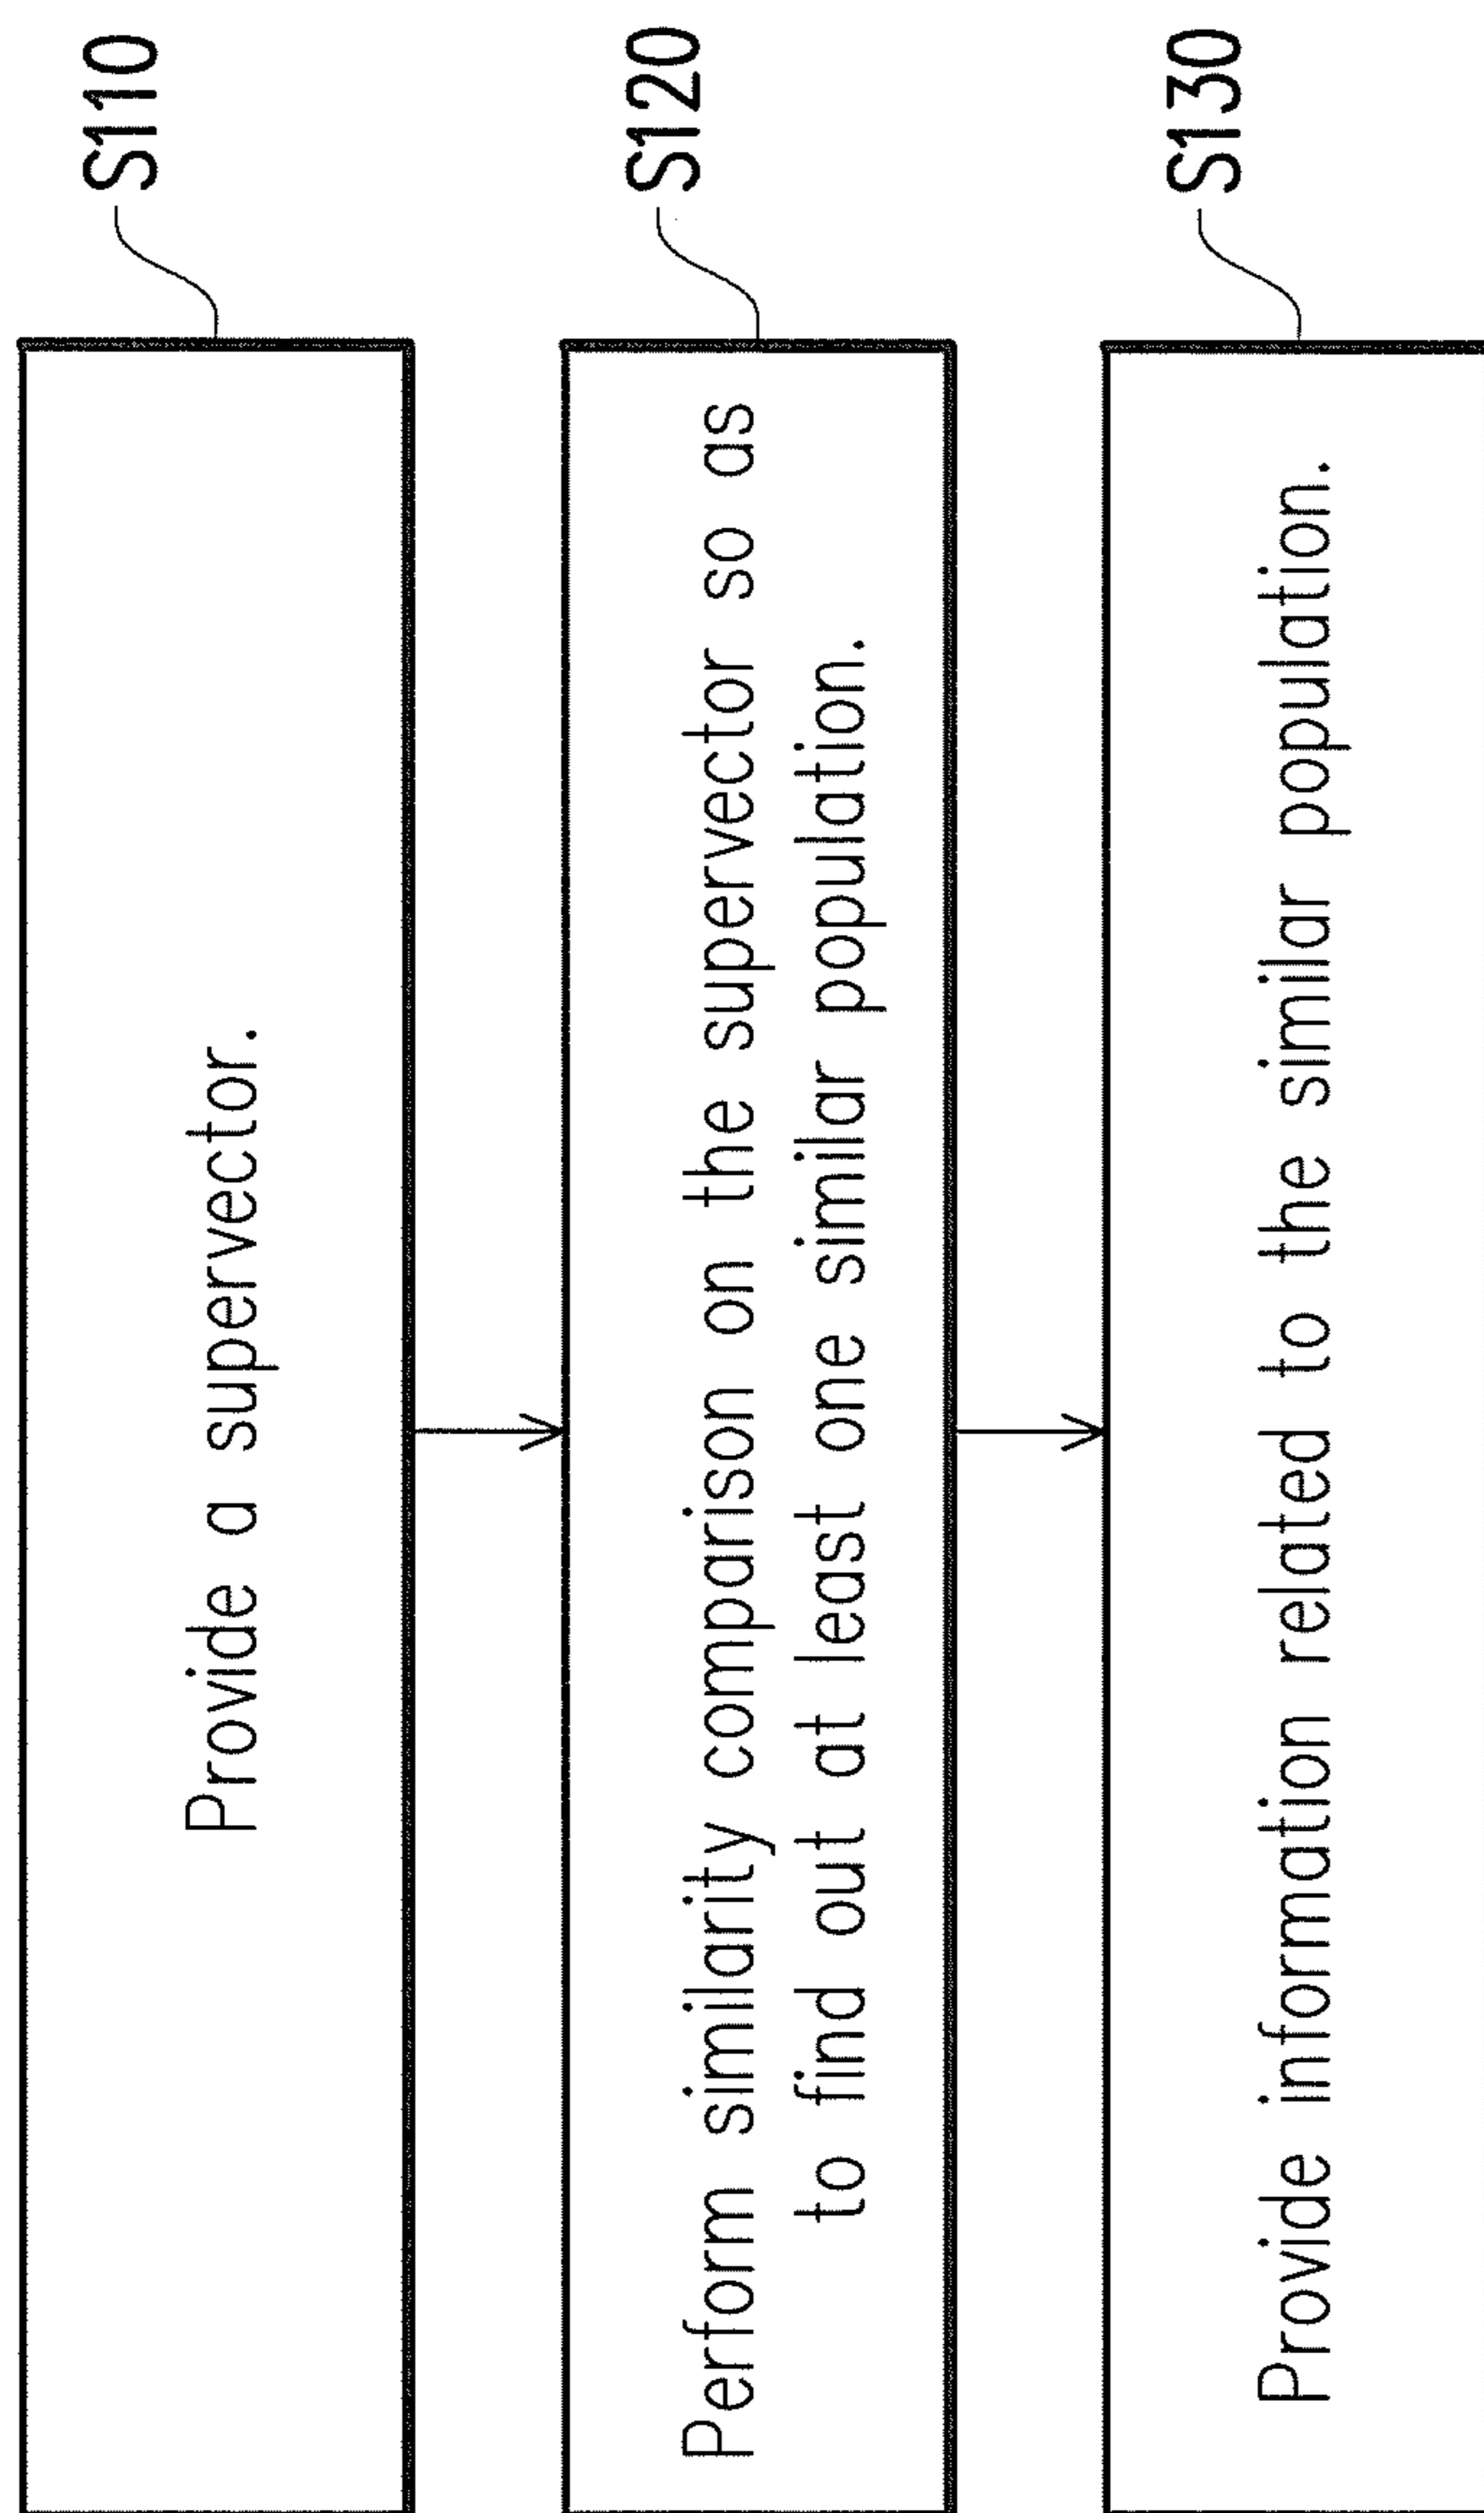 Provide a supervector.
S110
Perform similarity comparison on the supervector so as
to find out at least one similar population.
S120
Provide information related to the similar population.
S130